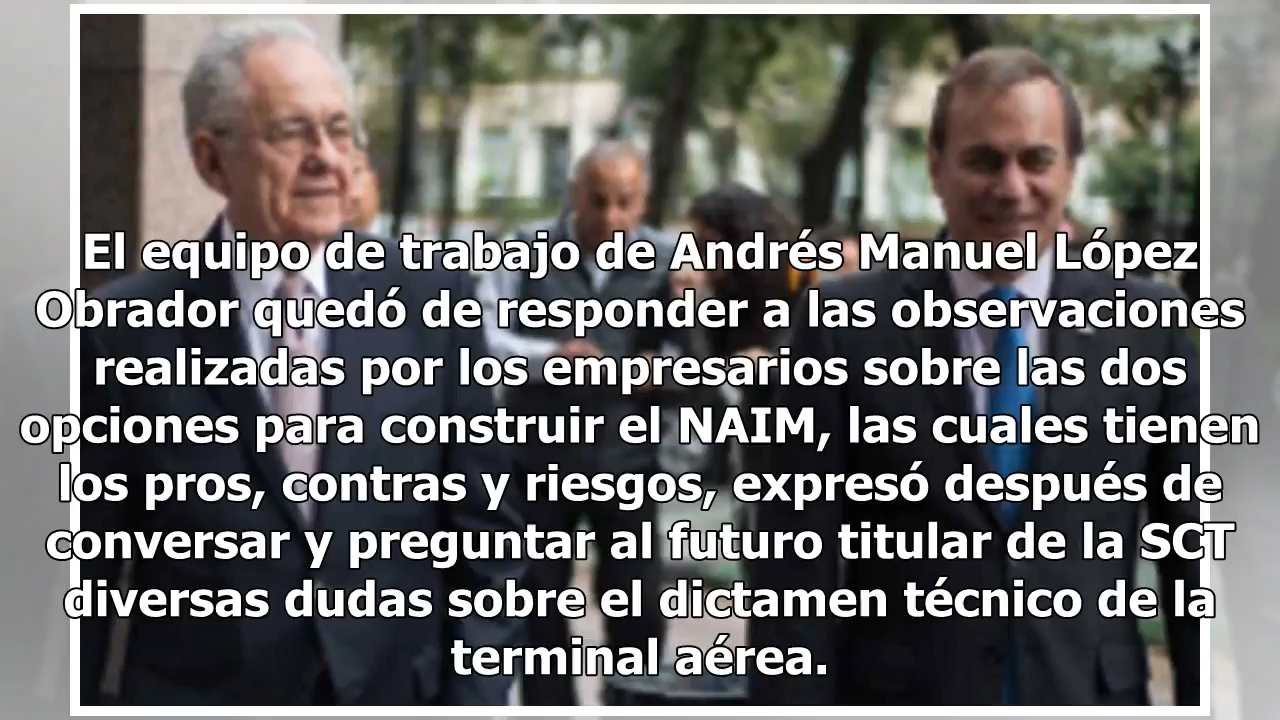 El equipo de trabajo de Andrés Manuel López
Obrador quedó de responder a las observaciones
realizadas por los empresarios sobre las dos
opciones para construir el NAIM, las cuales tienen
los pros, contras y riesgos, expresó después de
conversar y preguntar al futuro titular de la SCT
diversas dudas sobre el dictamen técnico de la
terminal aérea.